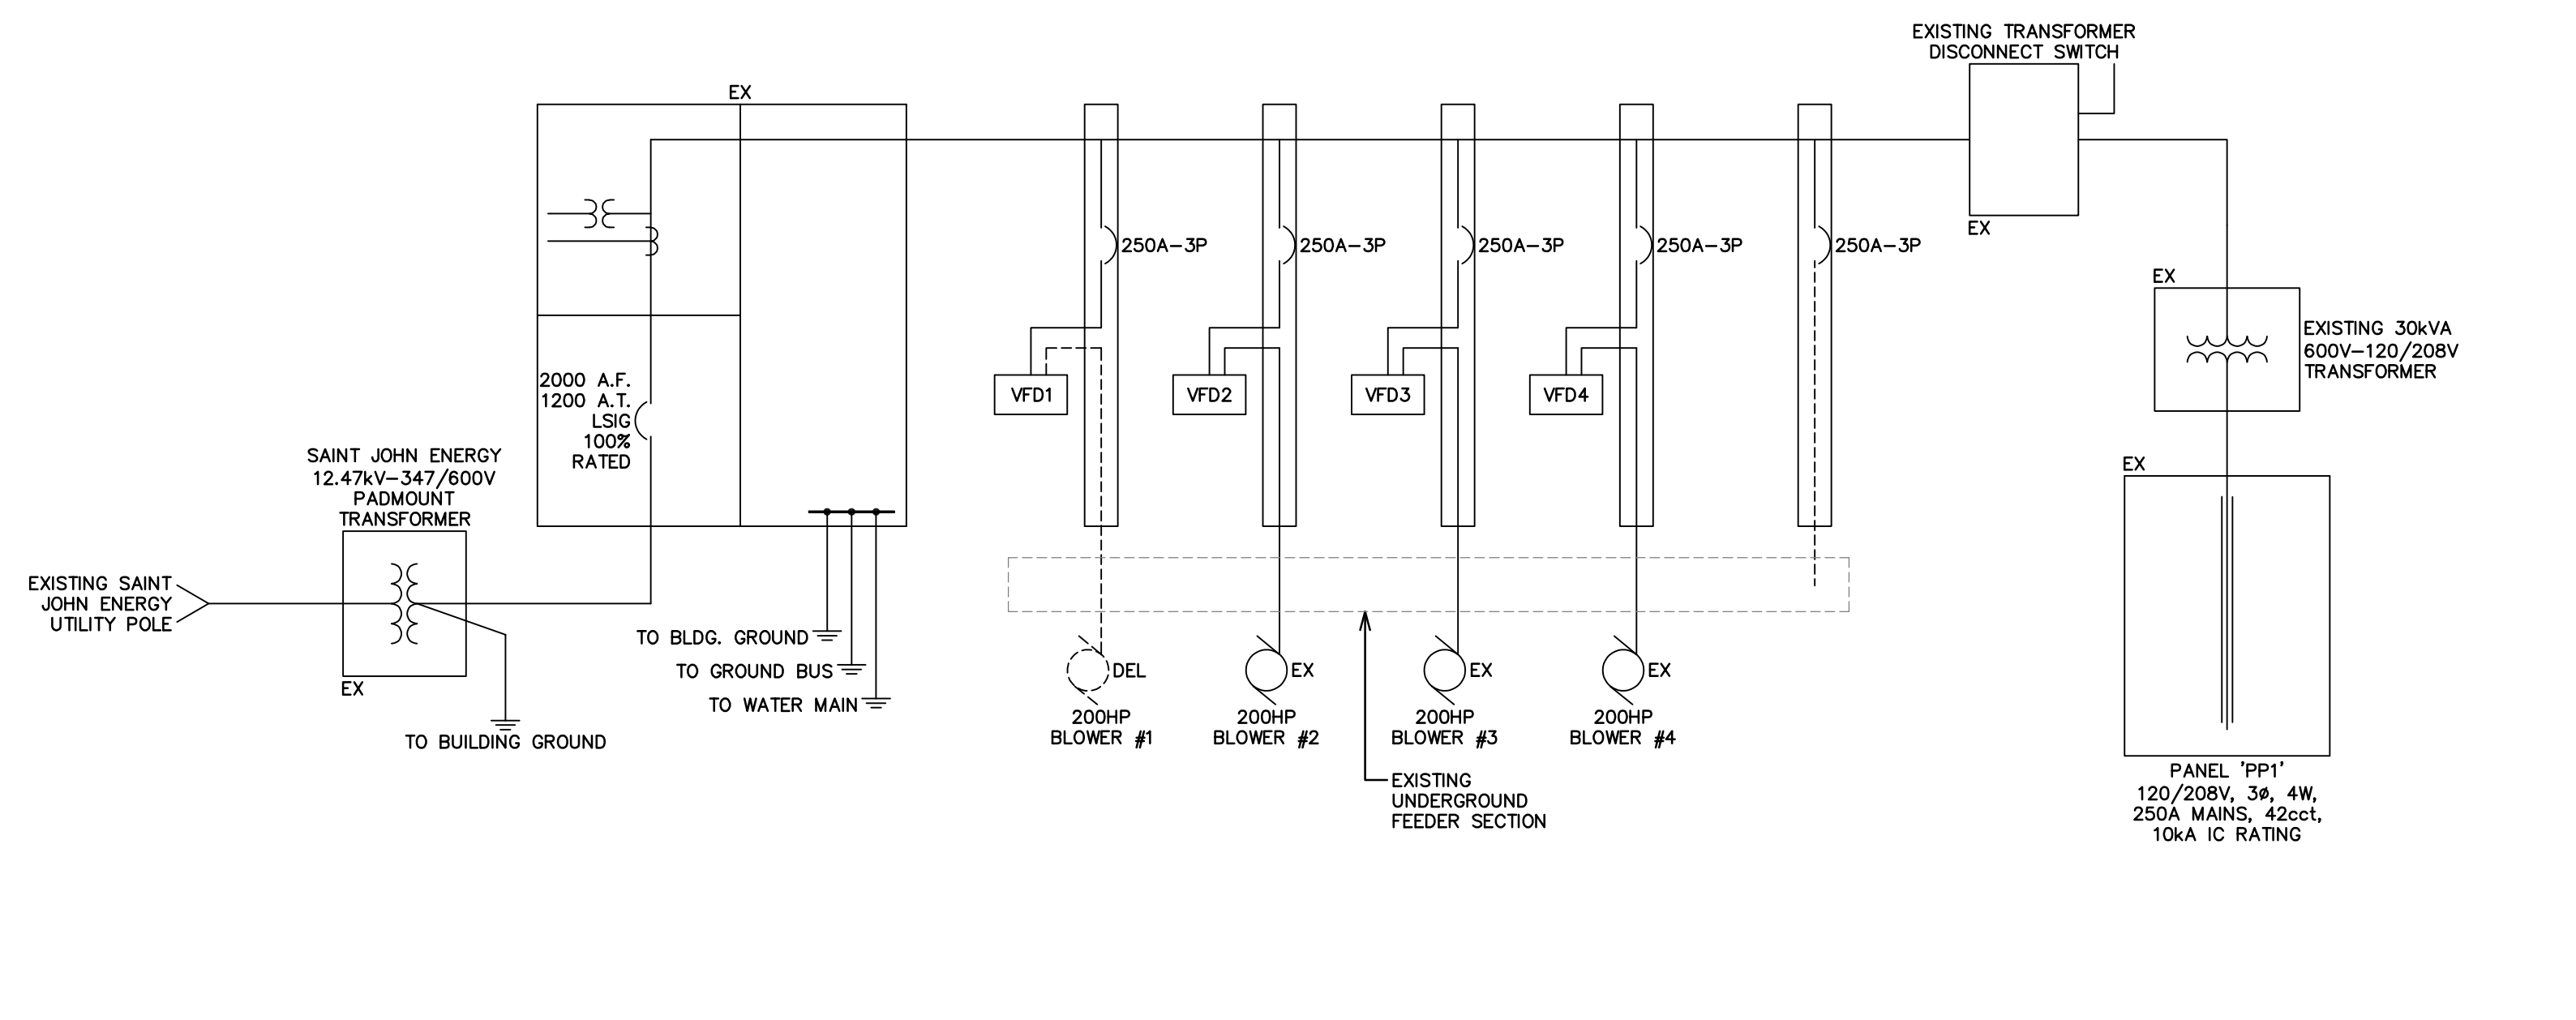 EXISTING TRANSFORMER
DISCONNECT SWITCH
EX
EX
250A-3P
250A-3P
250A-3P
250A-3P
250A-3P
EX
EXISTING 30kVA
600V-120/208V
TRANSFORMER
2000 A.F.
1200 A.T.
LSIG
100%
RATED
VFD1
VFD2
VFD3
VFD4
SAINT JOHN ENERGY
12.47kV-347/600V
PADMOUNT
TRANSFORMER
EX
EXISTING SAINT
JOHN ENERGY
UTILITY POLE
EX
TO BUILDING GROUND
TO BLDG. GROUND
TO GROUND BUS
TO WATER MAIN
DEL
200HP
BLOWER #1
EX
200HP
BLOWER #2
EX
200HP
BLOWER #3
EX
200HP
BLOWER #4
EXISTING
UNDERGROUND
FEEDER SECTION
PANEL 'PP1'
120/208V, 3ø, 4W,
250A MAINS, 42cct,
10kA IC RATING